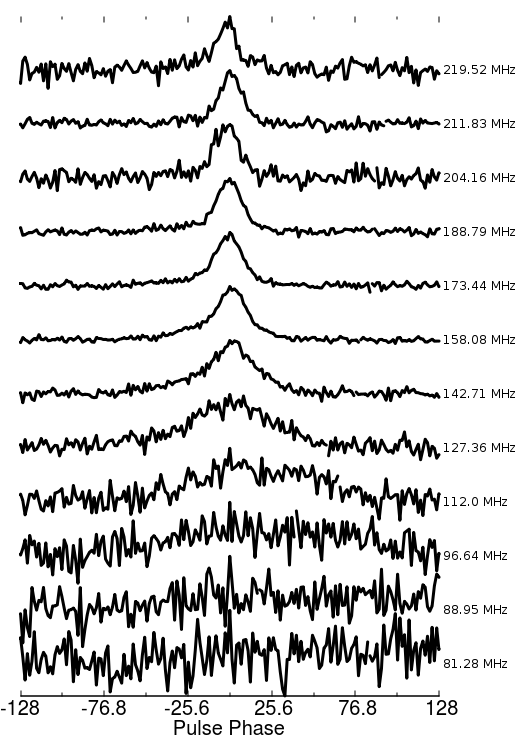 219.52 MHz
211.83 MHz
204.16 MHz
188.79 MHz
173.44 MHz
158.08 MHz
142.71 MHz
127.36 MHz
112.0 MHz
96.64 MHz
88.95 MHz
81.28 MHz
-128 -76.8 -25.6 25.6 76.8 128
Pulse Phase